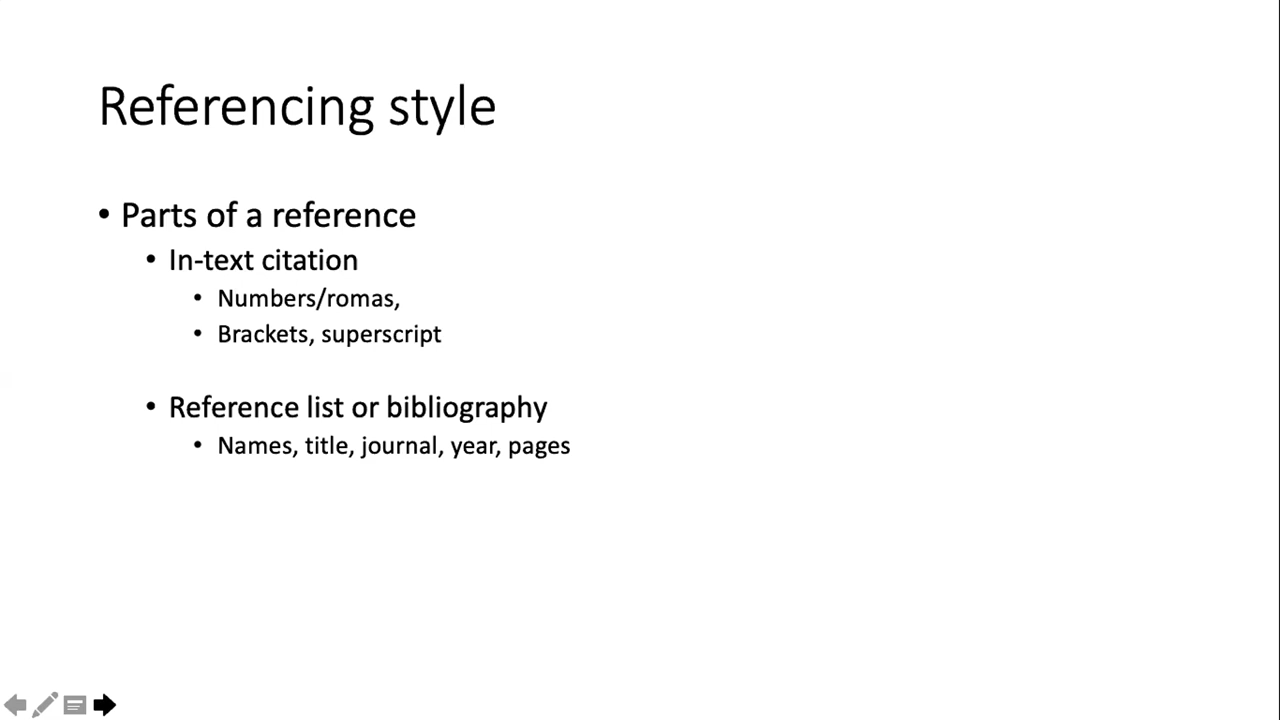 Referencing style
• Parts of a reference
• In-text citation
• Numbers/romas,
• Brackets, superscript
• Reference list or bibliography
• Names, title, journal, year, pages